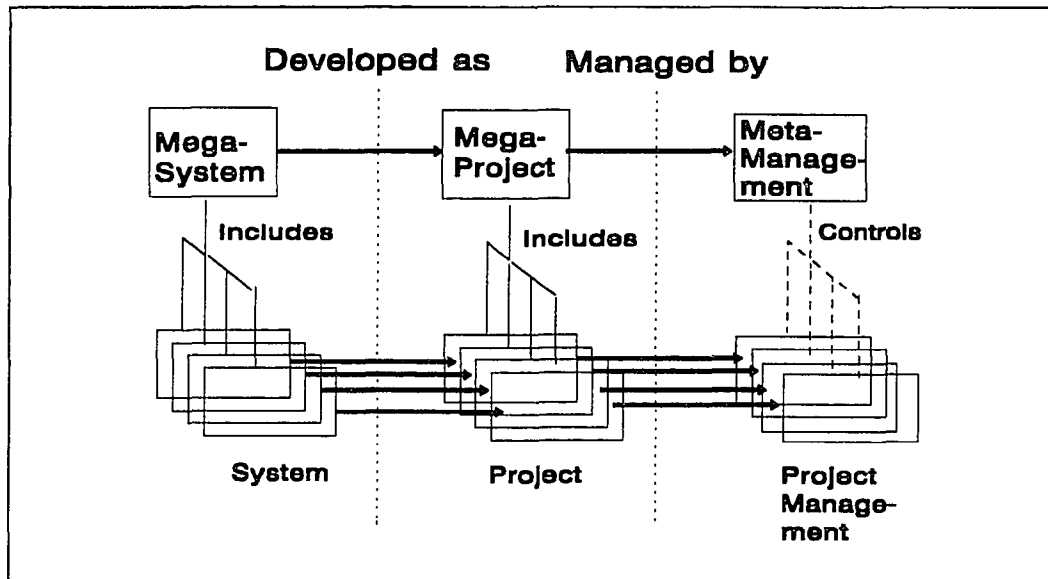 Developed as Managed by
Mega-
System
Mega-
Project
Meta-
Manage-
ment
Includes
Includes
Controls
System
Project
Project
Manage-
ment